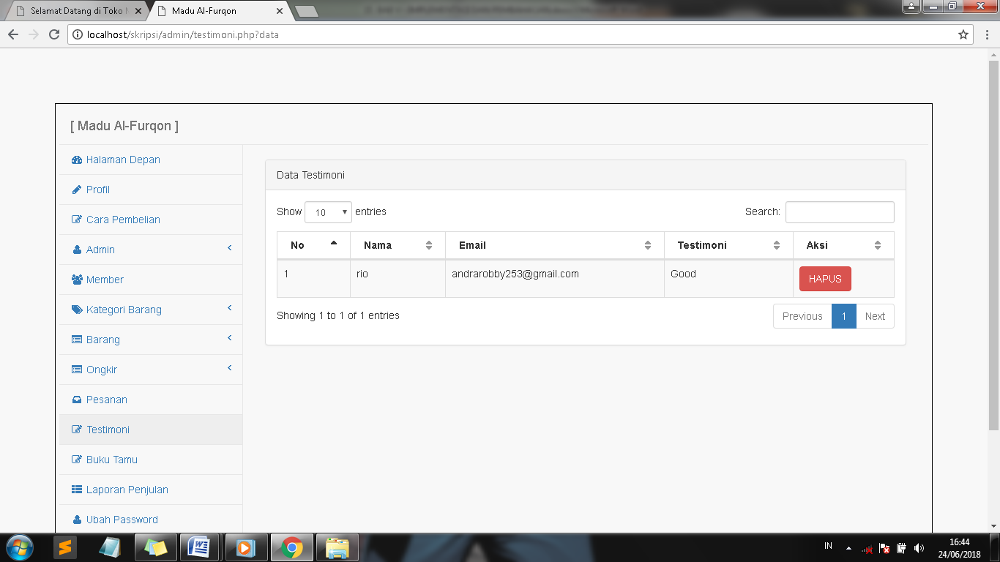 Selamat Datang di Toko
Madu Al-Furqon
localhost/skripsi/admin/testimoni.php?data
[ Madu Al-Furqon ]
Halaman Depan
Profil
Cara Pembelian
Admin
Member
Kategori Barang
Barang
Ongkir
Pesanan
Testimoni
Buku Tamu
Laporan Penjulan
Ubah Password
Data Testimoni
Show 10 entries
Search:
No Nama Email Testimoni Aksi
1 rio andrarobby253@gmail.com Good HAPUS
Showing 1 to 1 of 1 entries
Previous 1 Next
IN
16:44
24/06/2018